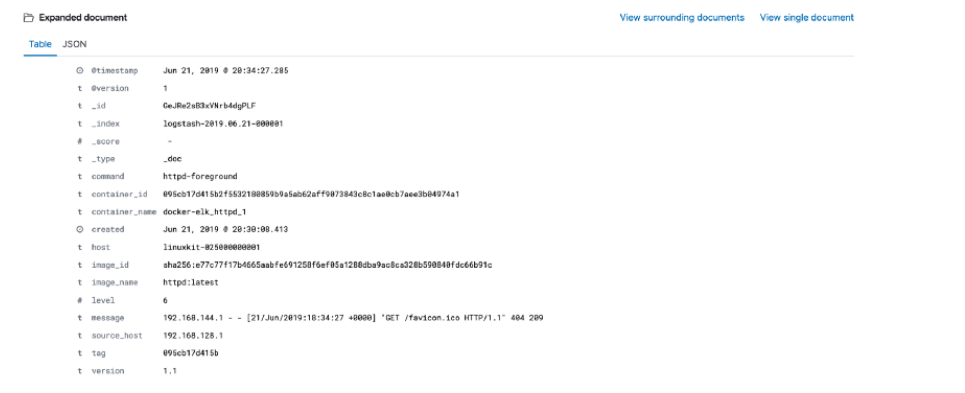 Expanded document View surrounding documents View single document
Table JSON
@timestamp Jun 21, 2019 @ 20:34:27.285
t @version 1
t _id GeJRe2sB3xVNrb4dgPLF
t _index logstash-2019.06.21-000001
# _score -
t _type _doc
t command httpd-foreground
t container_id
t container_name docker-elk_httpd_1
created Jun 21, 2019 @ 20:30:08.413
t host linuxkit-025000000001
t image_id
t image_name httpd:latest
# level 6
t message 192.168.144.1 - - [21/Jun/2019:18:34:27 +0000] "GET /favicon.ico HTTP/1.1" 404 209
t source_host 192.168.128.1
t tag 095cb17d415b
t version 1.1